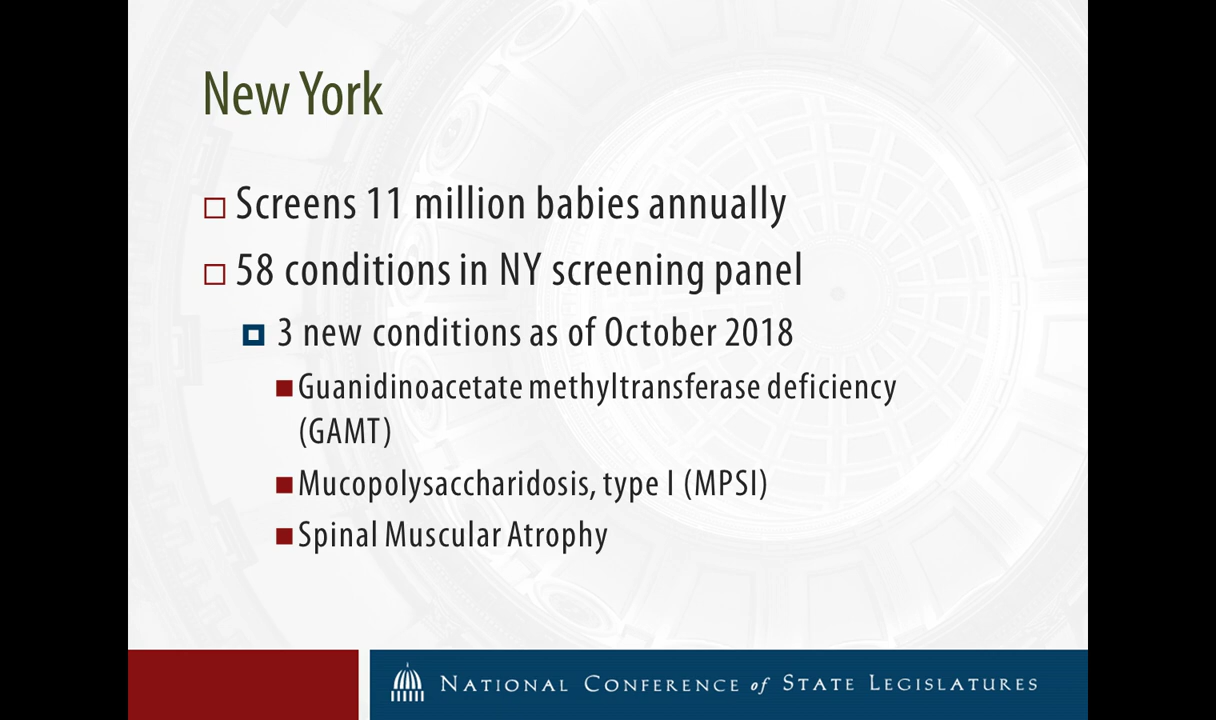 New York
Screens 11 million babies annually
58 conditions in NY screening panel
3 new conditions as of October 2018
Guanidinoacetate methyltransferase deficiency
(GAMT)
Mucopolysaccharidosis, type I (MPSI)
Spinal Muscular Atrophy
NATIONAL CONFERENCE of STATE LEGISLATURES